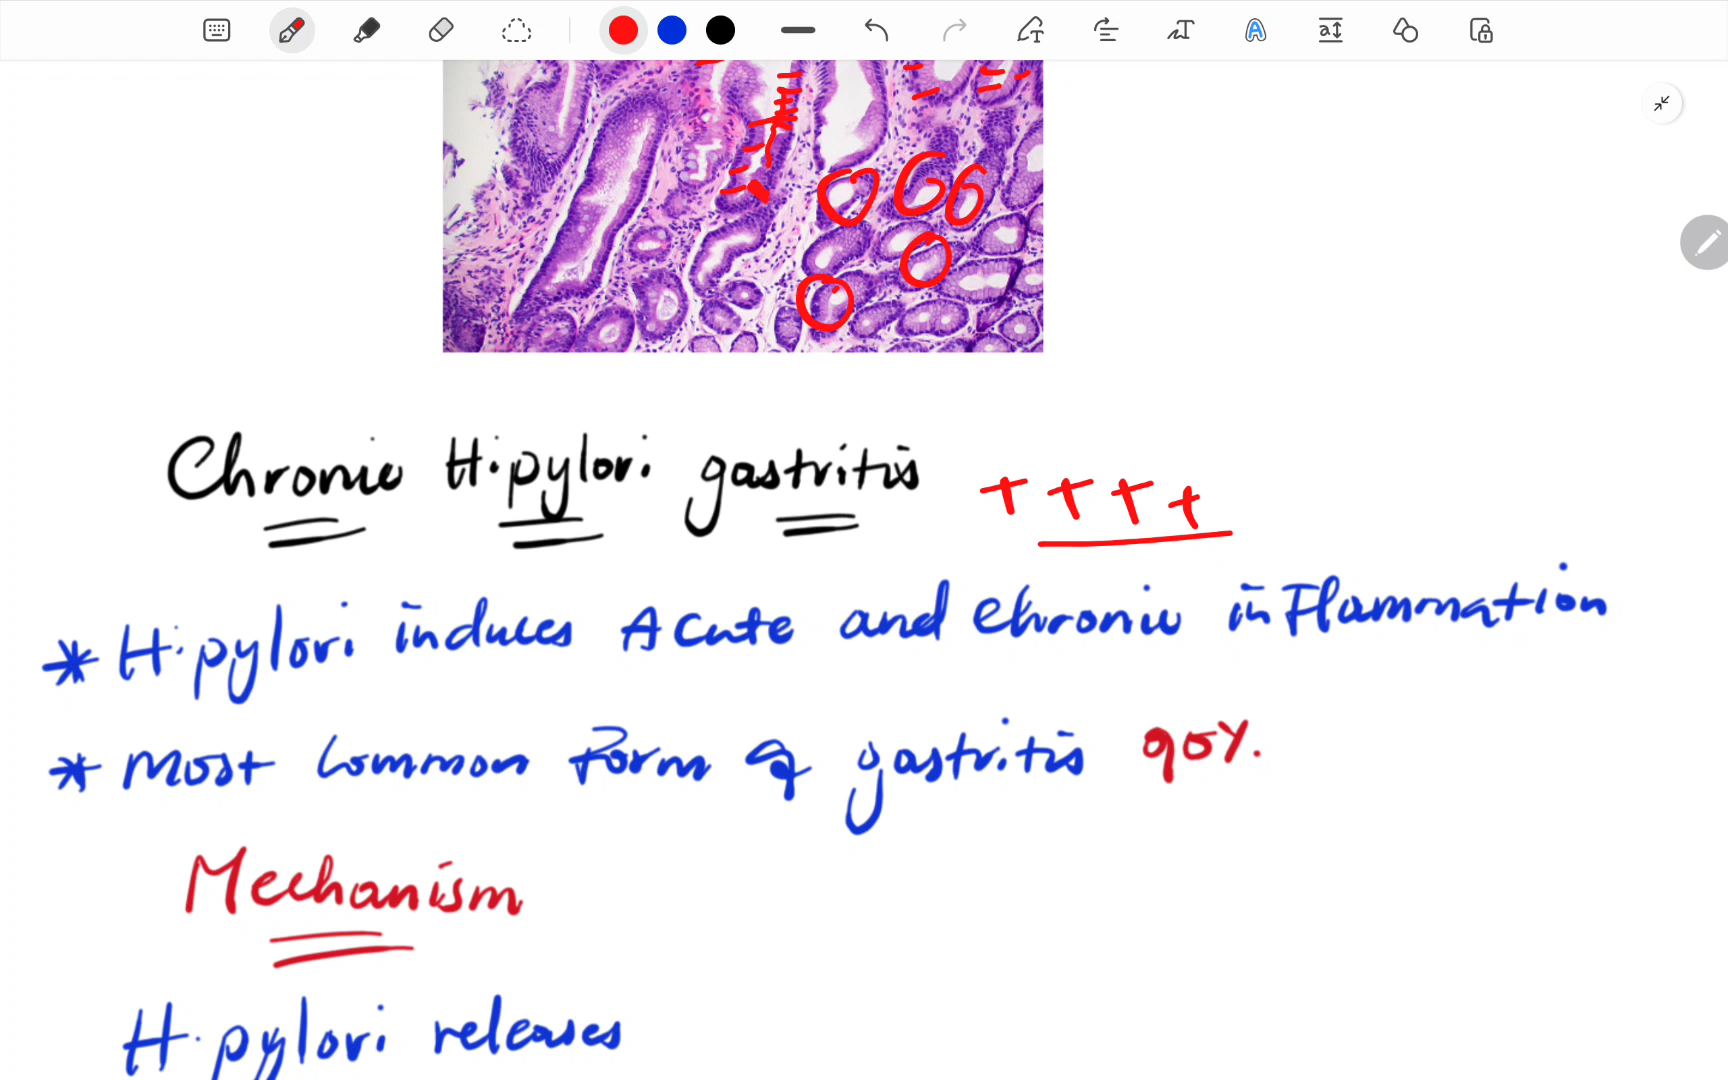 Chronic H.pylori gastritis ++++
* H.pylori induces Acute and chronic inflammation
* Most common form of gastritis 90%.
Mechanism
H.pylori releases